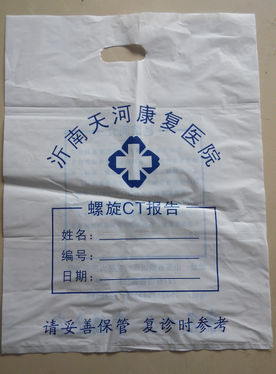 沂南天河康复医院
螺旋CT报告
姓名：
编号：
日期：
请妥善保管 复诊时参考